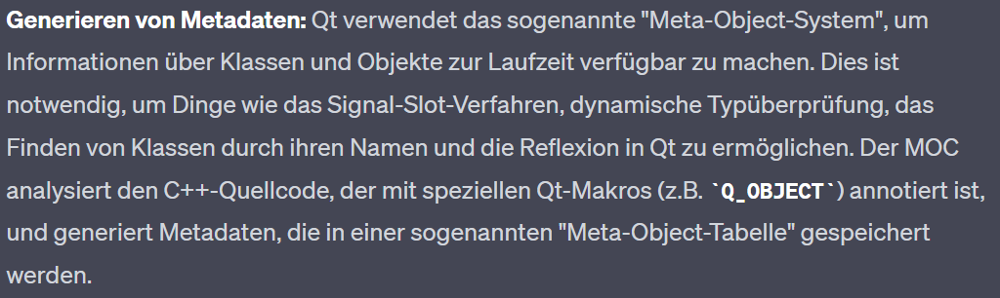 Generieren von Metadaten: Qt verwendet das sogenannte "Meta-Object-System", um
Informationen über Klassen und Objekte zur Laufzeit verfügbar zu machen. Dies ist
notwendig, um Dinge wie das Signal-Slot-Verfahren, dynamische Typüberprüfung, das
Finden von Klassen durch ihren Namen und die Reflexion in Qt zu ermöglichen. Der MOC
analysiert den C++-Quellcode, der mit speziellen Qt-Makros (z.B. `Q_OBJECT`) annotiert ist,
und generiert Metadaten, die in einer sogenannten "Meta-Object-Tabelle" gespeichert
werden.